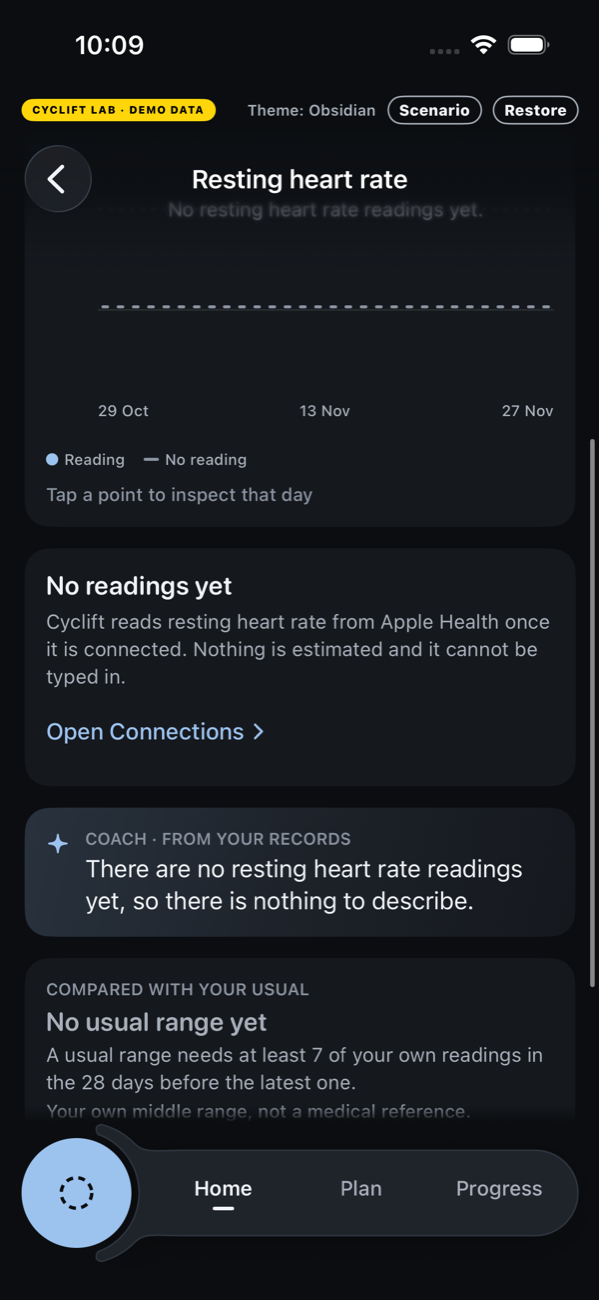 10:09
CYCLIFT LAB · DEMO DATA
Theme: Obsidian
Scenario
Restore
Resting heart rate
No resting heart rate readings yet.
29 Oct
13 Nov
27 Nov
Reading
No reading
Tap a point to inspect that day
No readings yet
Cyclift reads resting heart rate from Apple Health once
it is connected. Nothing is estimated and it cannot be
typed in.
Open Connections
COACH · FROM YOUR RECORDS
There are no resting heart rate readings
yet, so there is nothing to describe.
COMPARED WITH YOUR USUAL
No usual range yet
A usual range needs at least 7 of your own readings in
the 28 days before the latest one.
Your own middle range, not a medical reference.
Home
Plan
Progress